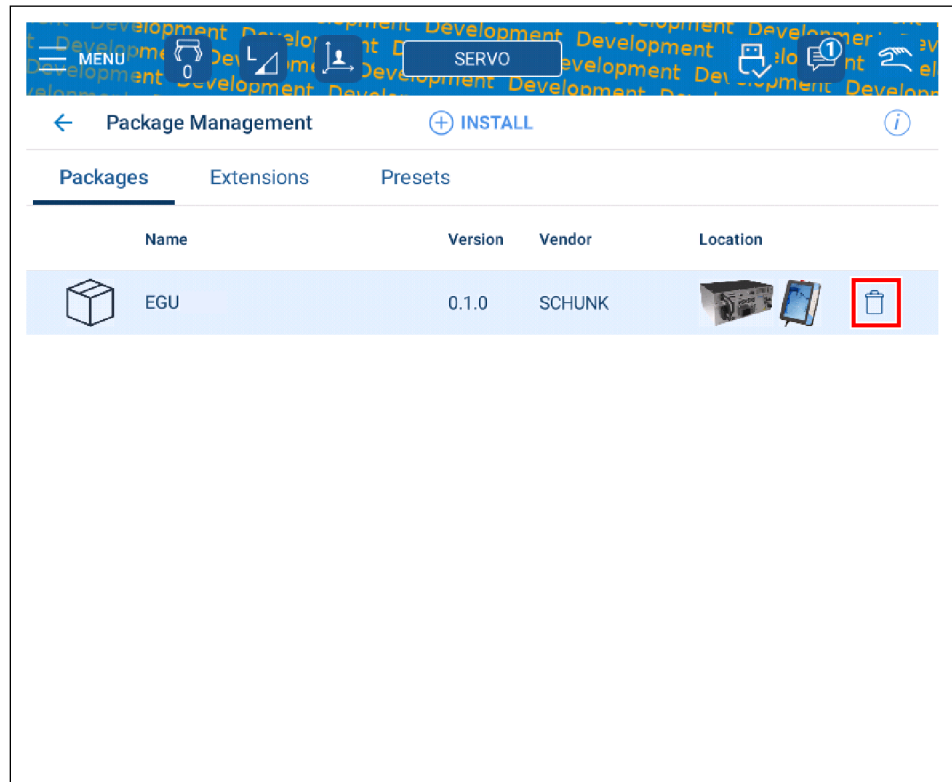 MENU 0 L SERVO 1
Package Management INSTALL i
Packages Extensions Presets
Name Version Vendor Location
EGU 0.1.0 SCHUNK